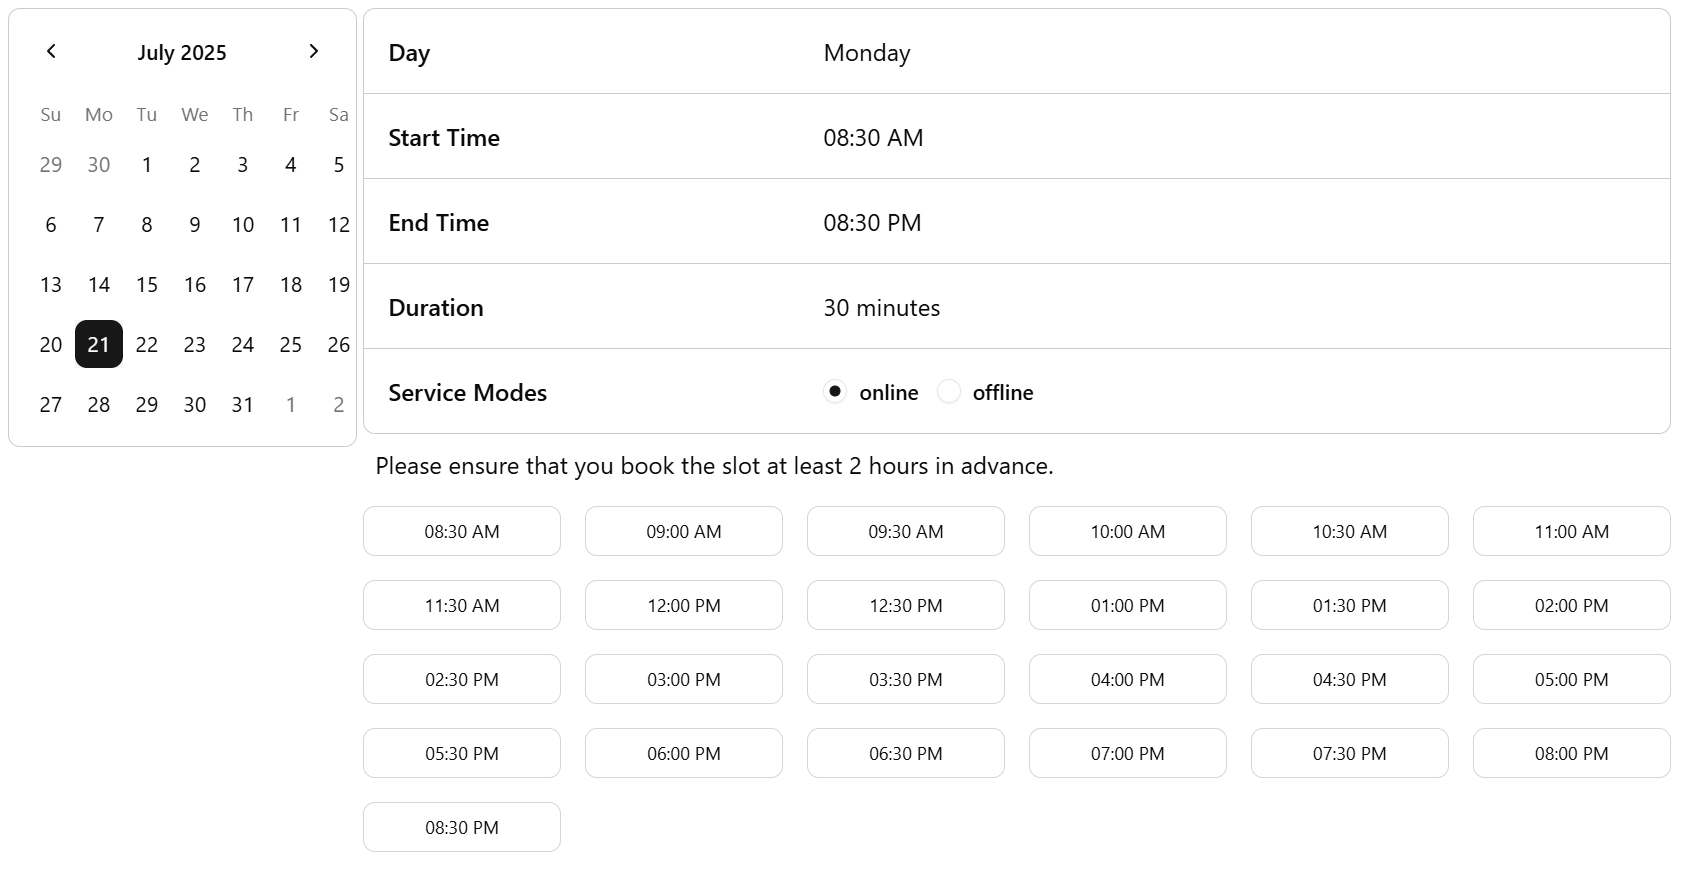 July 2025
Su Mo Tu We Th Fr Sa
29 30 1 2 3 4 5
6 7 8 9 10 11 12
13 14 15 16 17 18 19
20 21 22 23 24 25 26
27 28 29 30 31 1 2
Day Monday
Start Time 08:30 AM
End Time 08:30 PM
Duration 30 minutes
Service Modes online offline
Please ensure that you book the slot at least 2 hours in advance.
08:30 AM 09:00 AM 09:30 AM 10:00 AM 10:30 AM 11:00 AM
11:30 AM 12:00 PM 12:30 PM 01:00 PM 01:30 PM 02:00 PM
02:30 PM 03:00 PM 03:30 PM 04:00 PM 04:30 PM 05:00 PM
05:30 PM 06:00 PM 06:30 PM 07:00 PM 07:30 PM 08:00 PM
08:30 PM